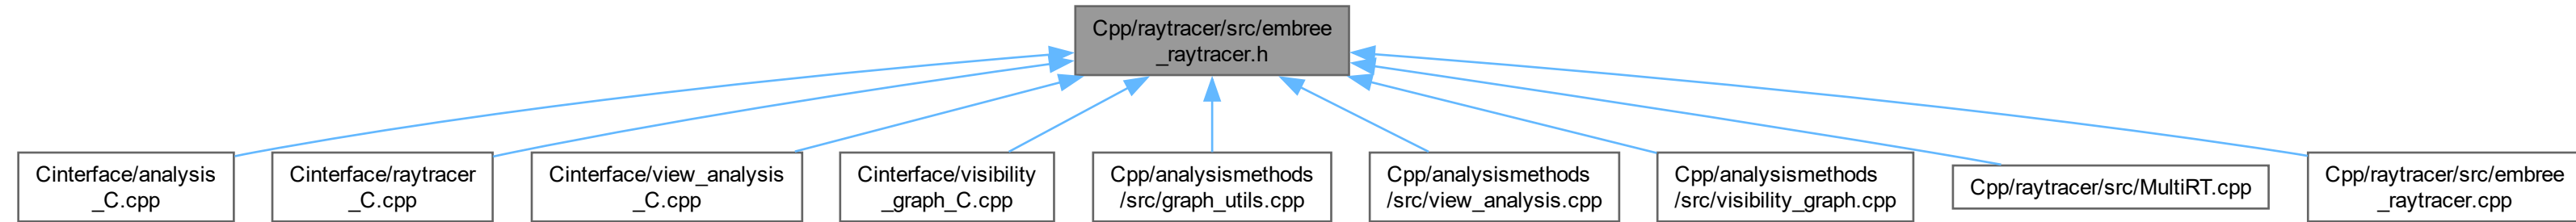 Cpp/raytracer/src/embree
_raytracer.h
Cinterface/analysis
_C.cpp
Cinterface/raytracer
_C.cpp
Cinterface/view_analysis
_C.cpp
Cinterface/visibility
_graph_C.cpp
Cpp/analysismethods
/src/graph_utils.cpp
Cpp/analysismethods
/src/view_analysis.cpp
Cpp/analysismethods
/src/visibility_graph.cpp
Cpp/raytracer/src/MultiRT.cpp
Cpp/raytracer/src/embree
_raytracer.cpp